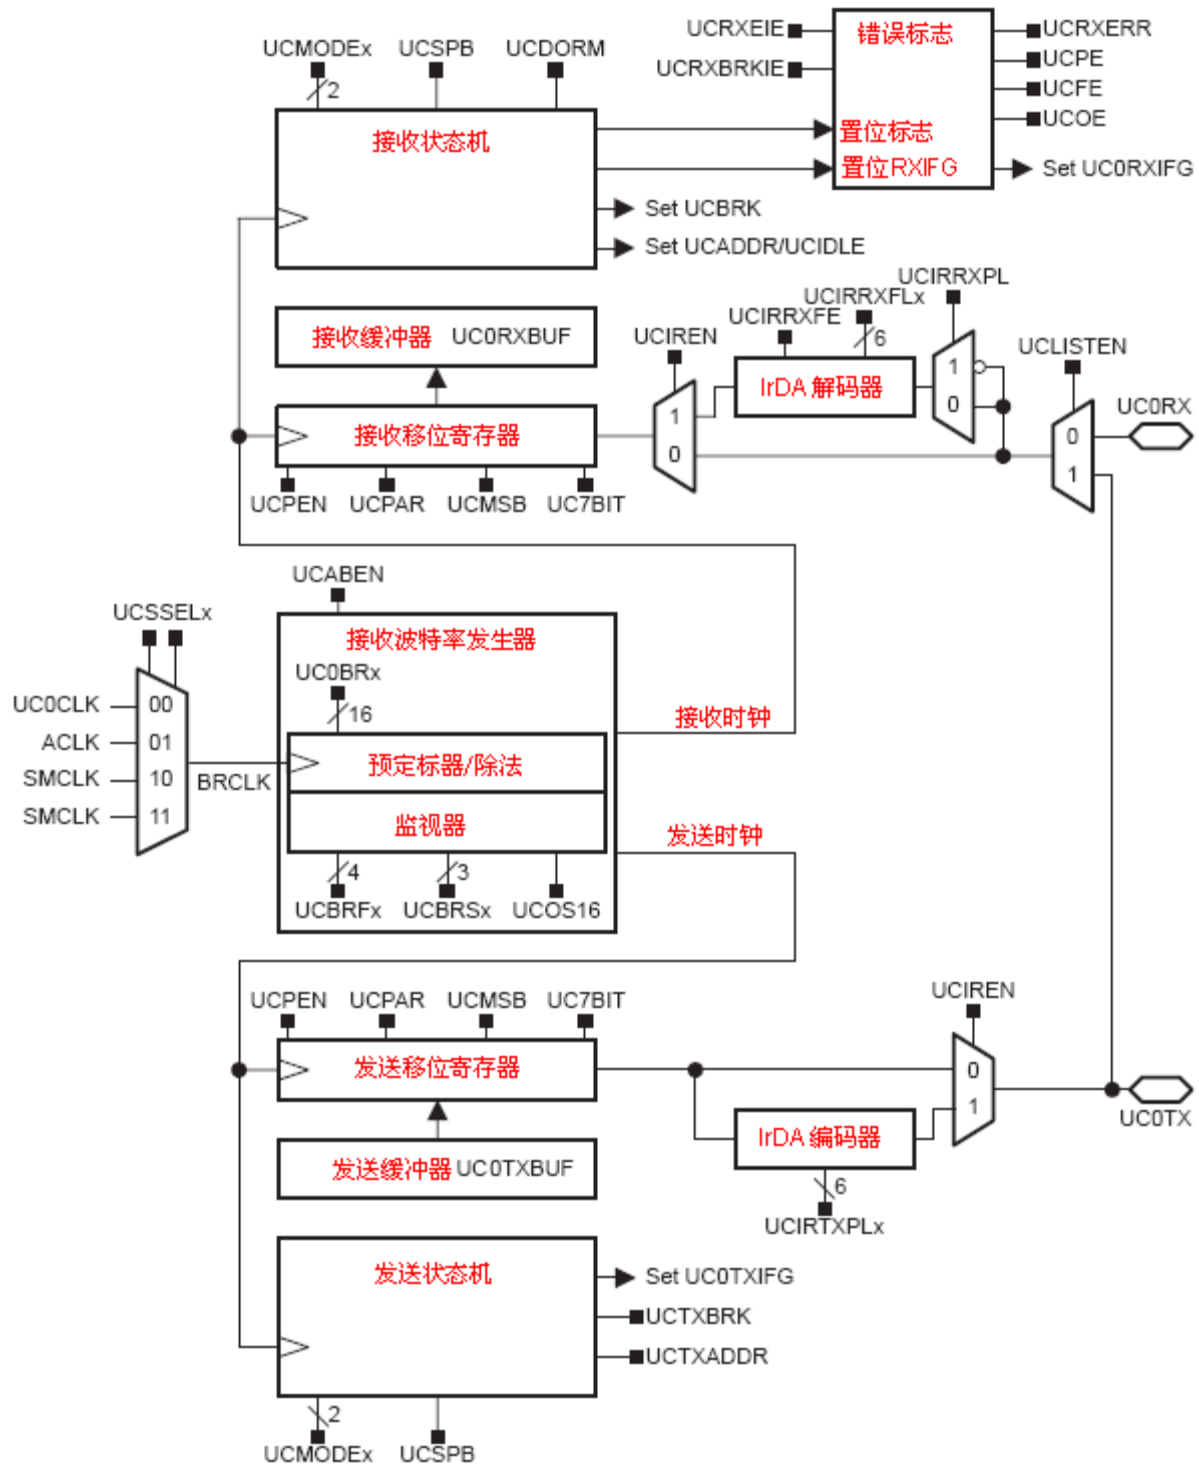 UCRXEIE
错误标志
UCRXERR
UCMODEx
UCSPB
UCDORM
UCRXBRKIE
UCPE
2
UCFE
接收状态机
置位标志
UCOE
置位RXIFG
Set UC0RXIFG
Set UCBRK
Set UCADDR/UCIDLE
UCIRRXPL
UCIRRXFLx
UCIRRXFE
6
接收缓冲器 UC0RXBUF
UCIREN
UCLISTEN
1
IrDA 解码器
1
0
0
UC0RX
接收移位寄存器
0
0
1
UCPEN
UCPAR
UCMSB
UC7BIT
UCABEN
UCSSELx
接收波特率发生器
UC0BRx
UC0CLK
00
16
接收时钟
ACLK
01
预定标器/除法
SMCLK
10
BRCLK
SMCLK
11
监视器
发送时钟
4
3
UCBRFx
UCBRSx
UCOS16
UCPEN
UCPAR
UCMSB
UC7BIT
UCIREN
发送移位寄存器
0
1
UC0TX
IrDA 编码器
发送缓冲器 UC0TXBUF
6
UCIRTXPLx
发送状态机
Set UC0TXIFG
UCTXBRK
UCTXADDR
2
UCMODEx
UCSPB